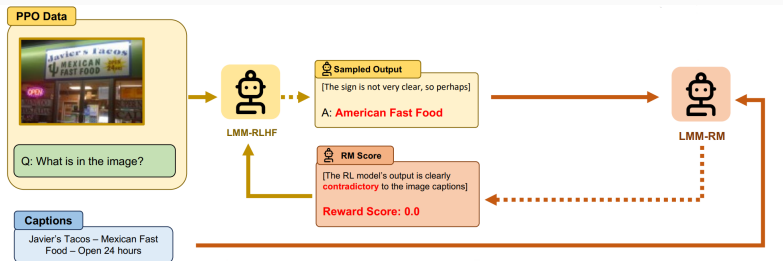 PPO Data
Javier's Tacos
MEXICAN
FAST FOOD
OPEN
24hr
OPEN
Q: What is in the image?
LMM-RLHF
Sampled Output
[The sign is not very clear, so perhaps]
A: American Fast Food
LMM-RM
RM Score
[The RL model's output is clearly
contradictory to the image captions]
Reward Score: 0.0
Captions
Javier's Tacos – Mexican Fast
Food – Open 24 hours